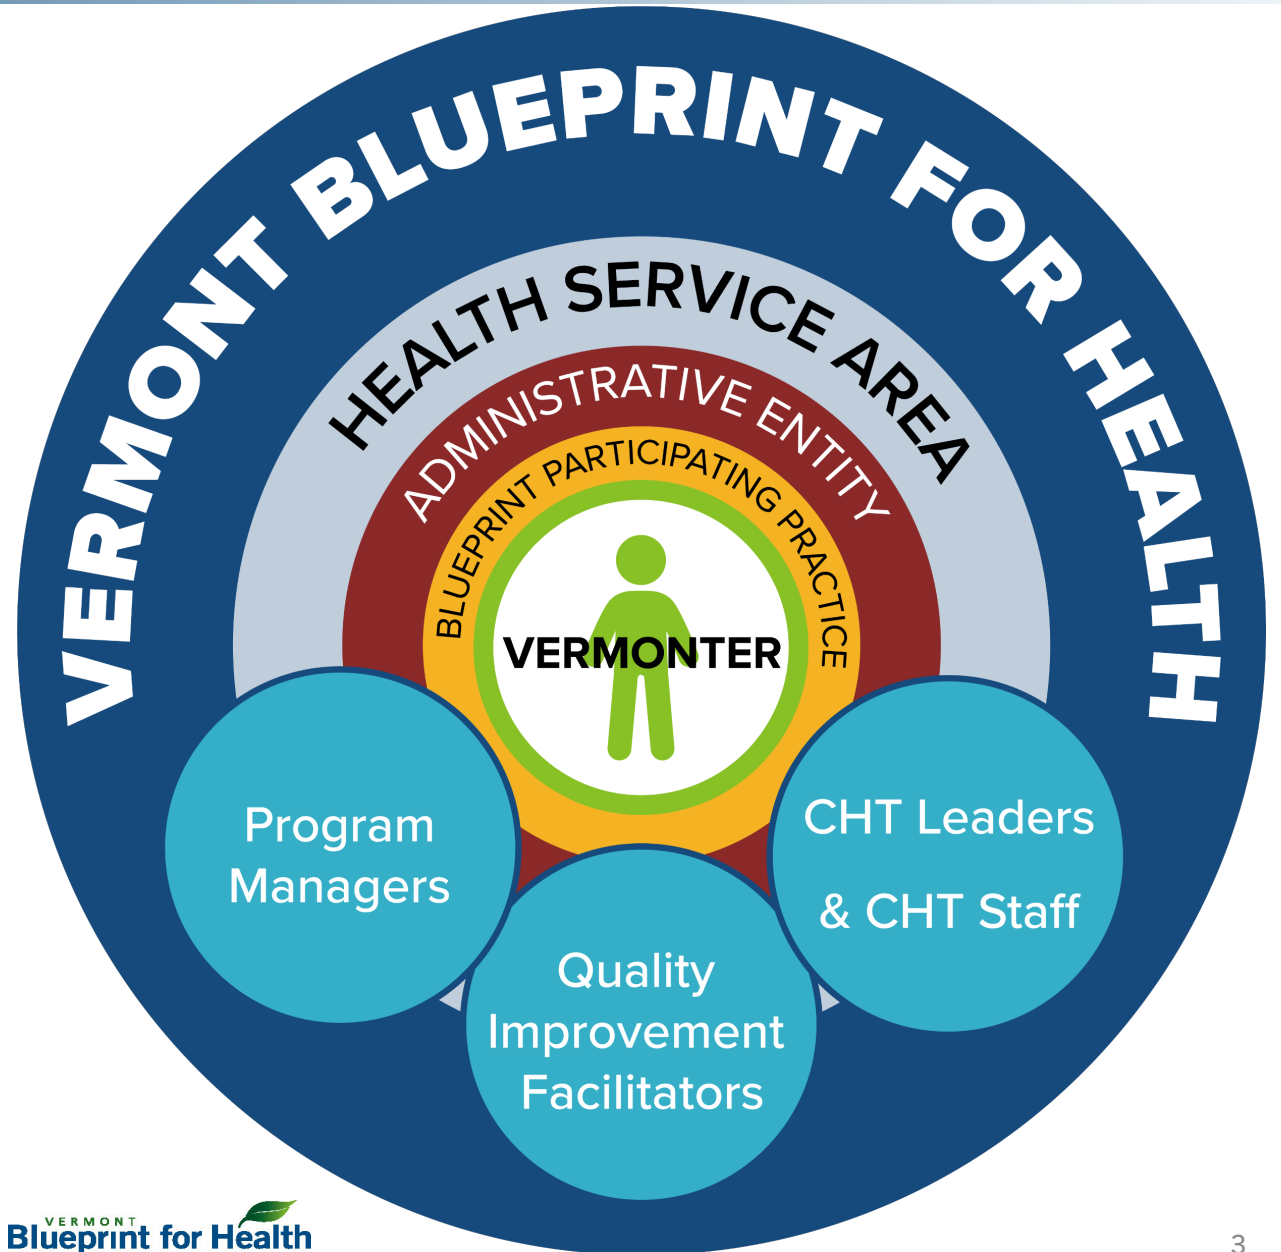 VERMONT BLUEPRINT FOR HEALTH
HEALTH SERVICE AREA
ADMINISTRATIVE ENTITY
BLUEPRINT PARTICIPATING PRACTICE
VERMONTER
Program
Managers
Quality
Improvement
Facilitators
CHT Leaders
& CHT Staff
VERMONT
Blueprint for Health
3